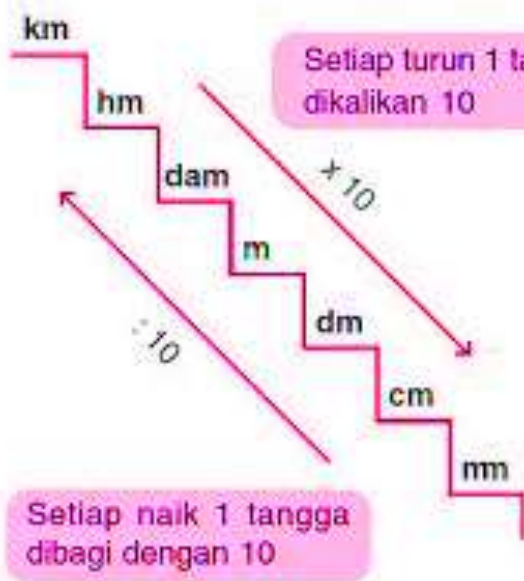 km
hm
dam
m
dm
cm
mm
Setiap turun 1
dikalikan 10
x 10
: 10
Setiap naik 1 tangga
dibagi dengan 10